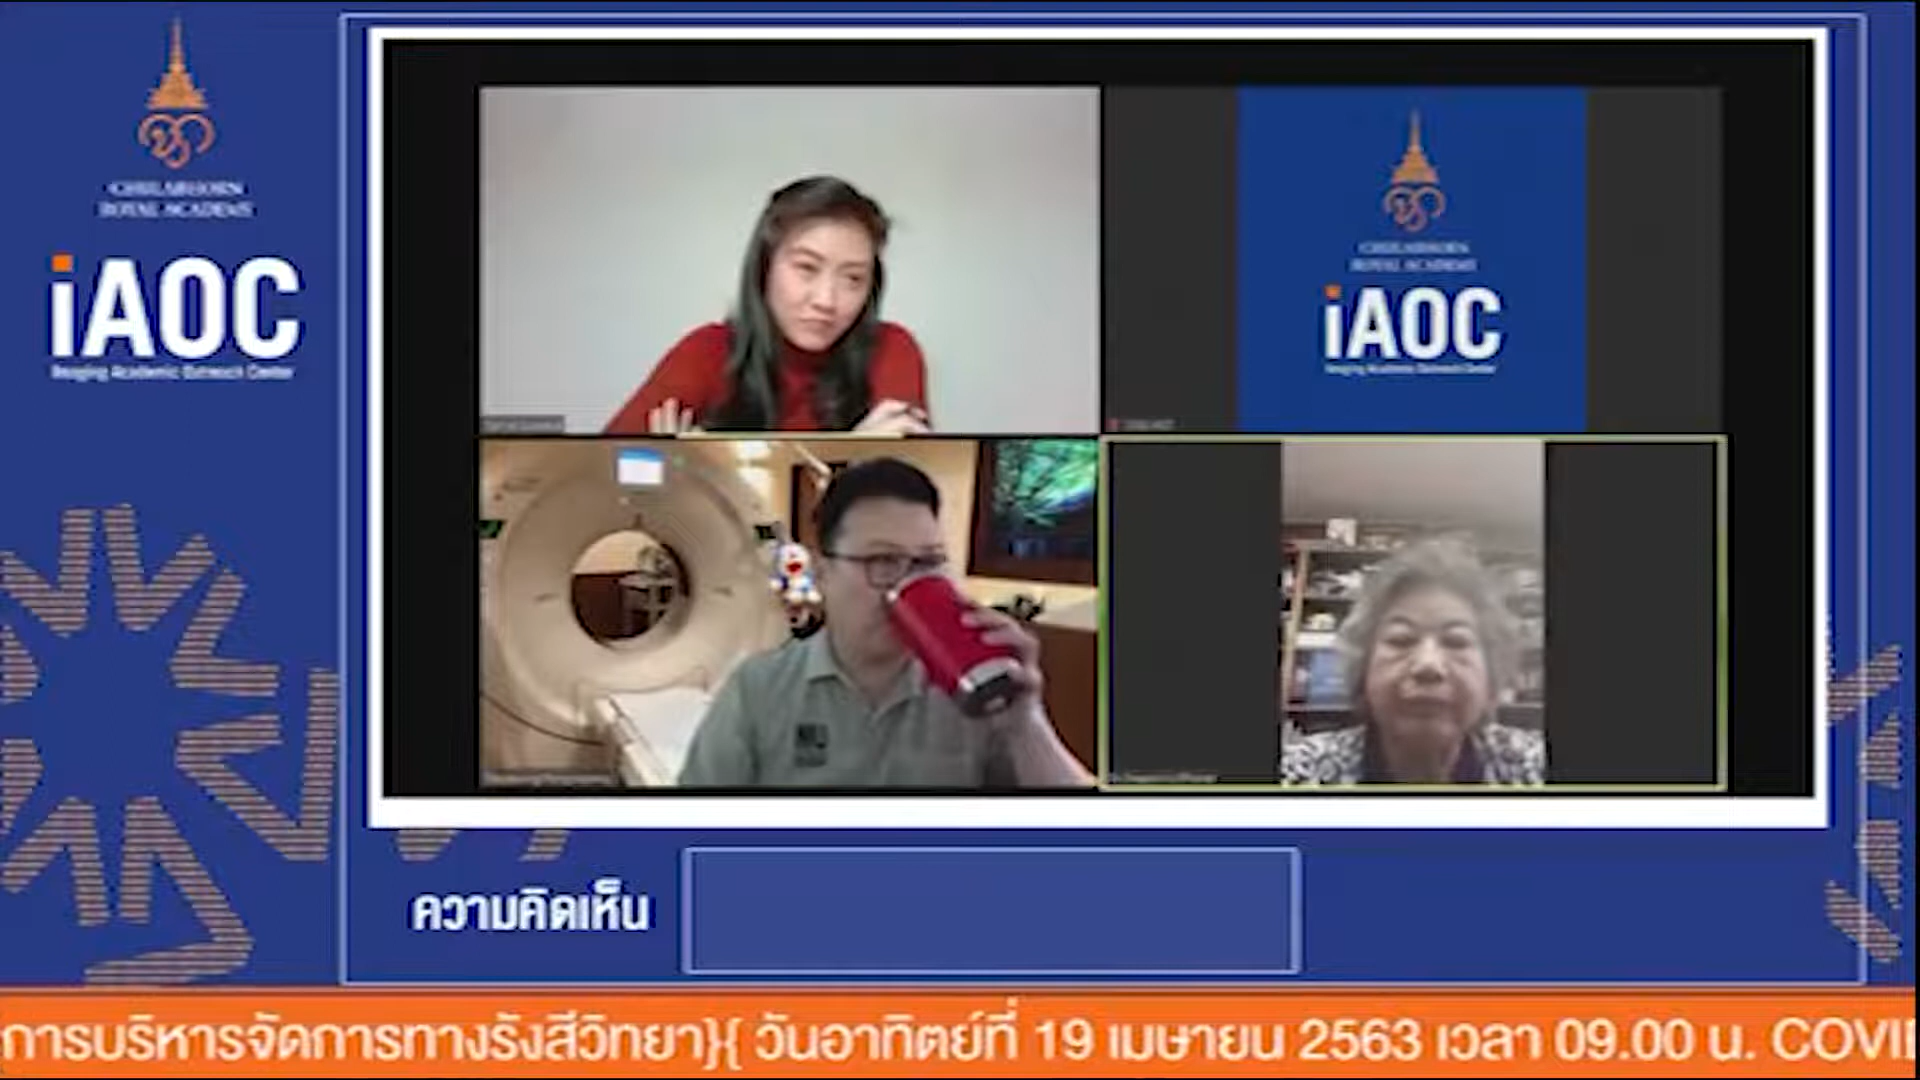 CHULABHORN
ROYAL ACADEMY
iAOC
Imaging Academic Outreach Center
CHULABHORN
ROYAL ACADEMY
iAOC
Imaging Academic Outreach Center
ความคิดเห็น
การบริหารจัดการทางรังสีวิทยา}{ วันอาทิตย์ที่ 19 เมษายน 2563 เวลา 09.00 น. COVI